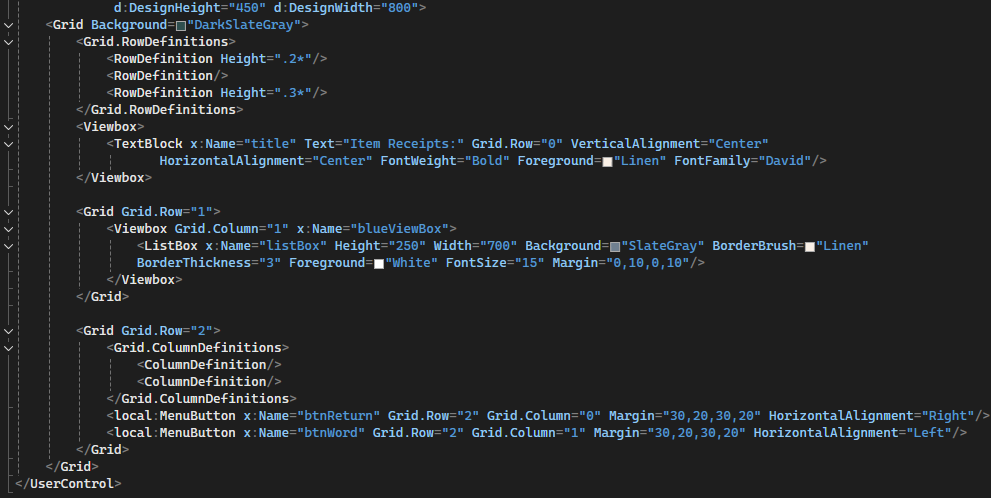 d:DesignHeight="450" d:DesignWidth="800">
<Grid Background="DarkSlateGray">
<Grid.RowDefinitions>
<RowDefinition Height=".2*"/>
<RowDefinition/>
<RowDefinition Height=".3*"/>
</Grid.RowDefinitions>
<Viewbox>
<TextBlock x:Name="title" Text="Item Receipts:" Grid.Row="0" VerticalAlignment="Center"
HorizontalAlignment="Center" FontWeight="Bold" Foreground="Linen" FontFamily="David"/>
</Viewbox>
<Grid Grid.Row="1">
<Viewbox Grid.Column="1" x:Name="blueViewBox">
<ListBox x:Name="listBox" Height="250" Width="700" Background="SlateGray" BorderBrush="Linen"
BorderThickness="3" Foreground="White" FontSize="15" Margin="0,10,0,10"/>
</Viewbox>
</Grid>
<Grid Grid.Row="2">
<Grid.ColumnDefinitions>
<ColumnDefinition/>
<ColumnDefinition/>
</Grid.ColumnDefinitions>
<local:MenuButton x:Name="btnReturn" Grid.Row="2" Grid.Column="0" Margin="30,20,30,20" HorizontalAlignment="Right"/>
<local:MenuButton x:Name="btnWord" Grid.Row="2" Grid.Column="1" Margin="30,20,30,20" HorizontalAlignment="Left"/>
</Grid>
</Grid>
</UserControl>